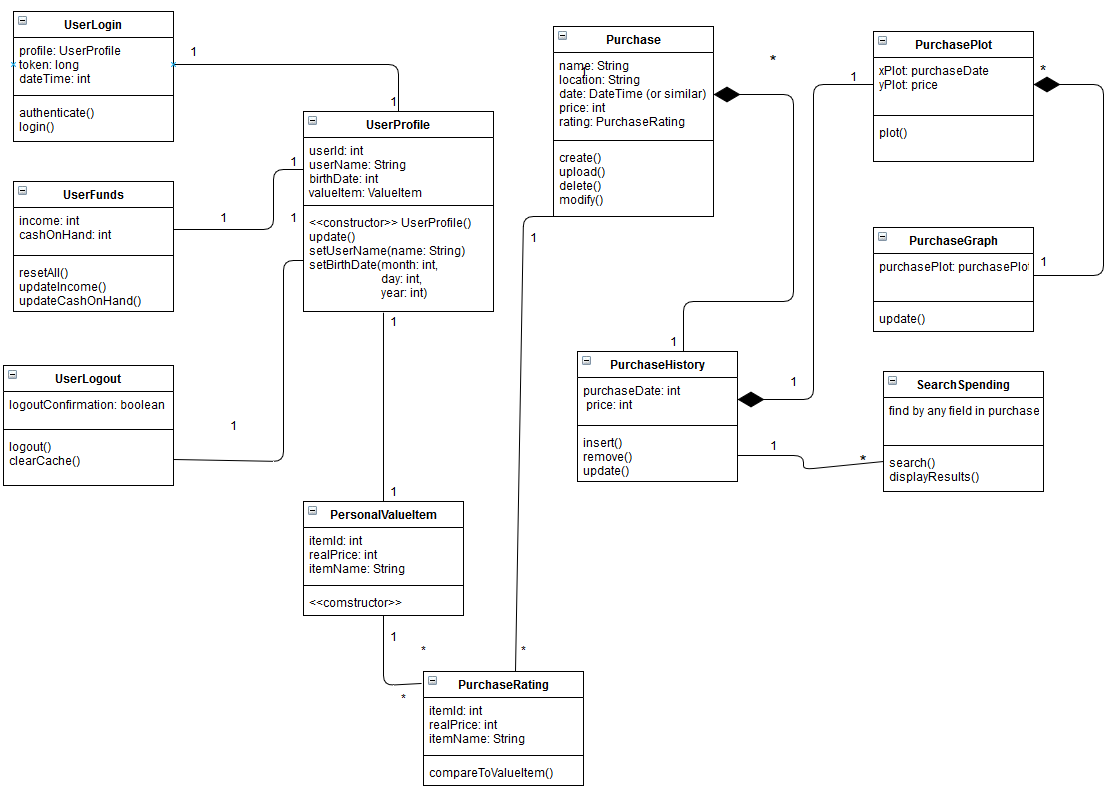 UserLogin
profile: UserProfile
token: long
dateTime: int
authenticate()
login()
1
1
UserFunds
income: int
cashOnHand: int
resetAll()
updateIncome()
updateCashOnHand()
1
1
UserLogout
logoutConfirmation: boolean
logout()
clearCache()
1
1
UserProfile
userId: int
userName: String
birthDate: int
valueItem: ValueItem
<<constructor>> UserProfile()
update()
setUserName(name: String)
setBirthDate(month: int,
day: int,
year: int)
1
1
PersonalValueItem
itemId: int
realPrice: int
itemName: String
<<comstructor>>
1
*
*
PurchaseRating
itemId: int
realPrice: int
itemName: String
compareToValueItem()
*
1
Purchase
name: String
location: String
date: DateTime (or similar)
price: int
rating: PurchaseRating
create()
upload()
delete()
modify()
*
1
PurchaseHistory
purchaseDate: int
price: int
insert()
remove()
update()
1
1
1
*
PurchasePlot
xPlot: purchaseDate
yPlot: price
plot()
*
1
PurchaseGraph
purchasePlot: purchasePlot
update()
SearchSpending
find by any field in purchase
search()
displayResults()